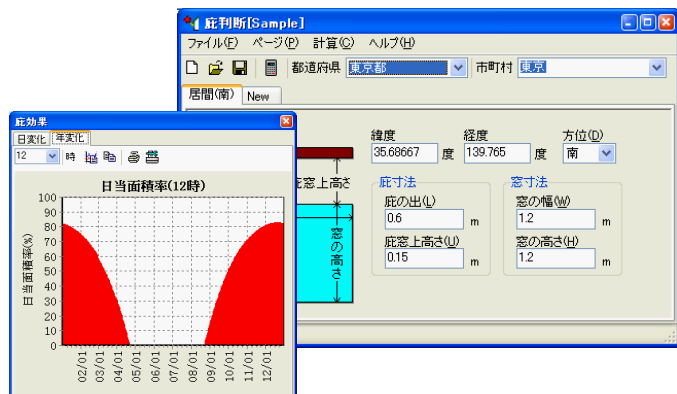 庇判断[Sample]
ファイル(F) ページ(P) 計算(C) ヘルプ(H)
都道府県 東京都 市町村 東京
居間(南) New
緯度 経度 方位(D)
35.68667 度 139.765 度 南
庇窓上高さ
窓の高さ
庇寸法
庇の出(L)
0.6 m
庇窓上高さ(U)
0.15 m
窓寸法
窓の幅(W)
1.2 m
窓の高さ(H)
1.2 m
庇効果
日変化 年変化
12 時
日当面積率(12時)
日当面積率(%)
100
90
80
70
60
50
40
30
20
10
0
02/01 03/01 04/01 05/01 06/01 07/01 08/01 09/01 10/01 11/01 12/01